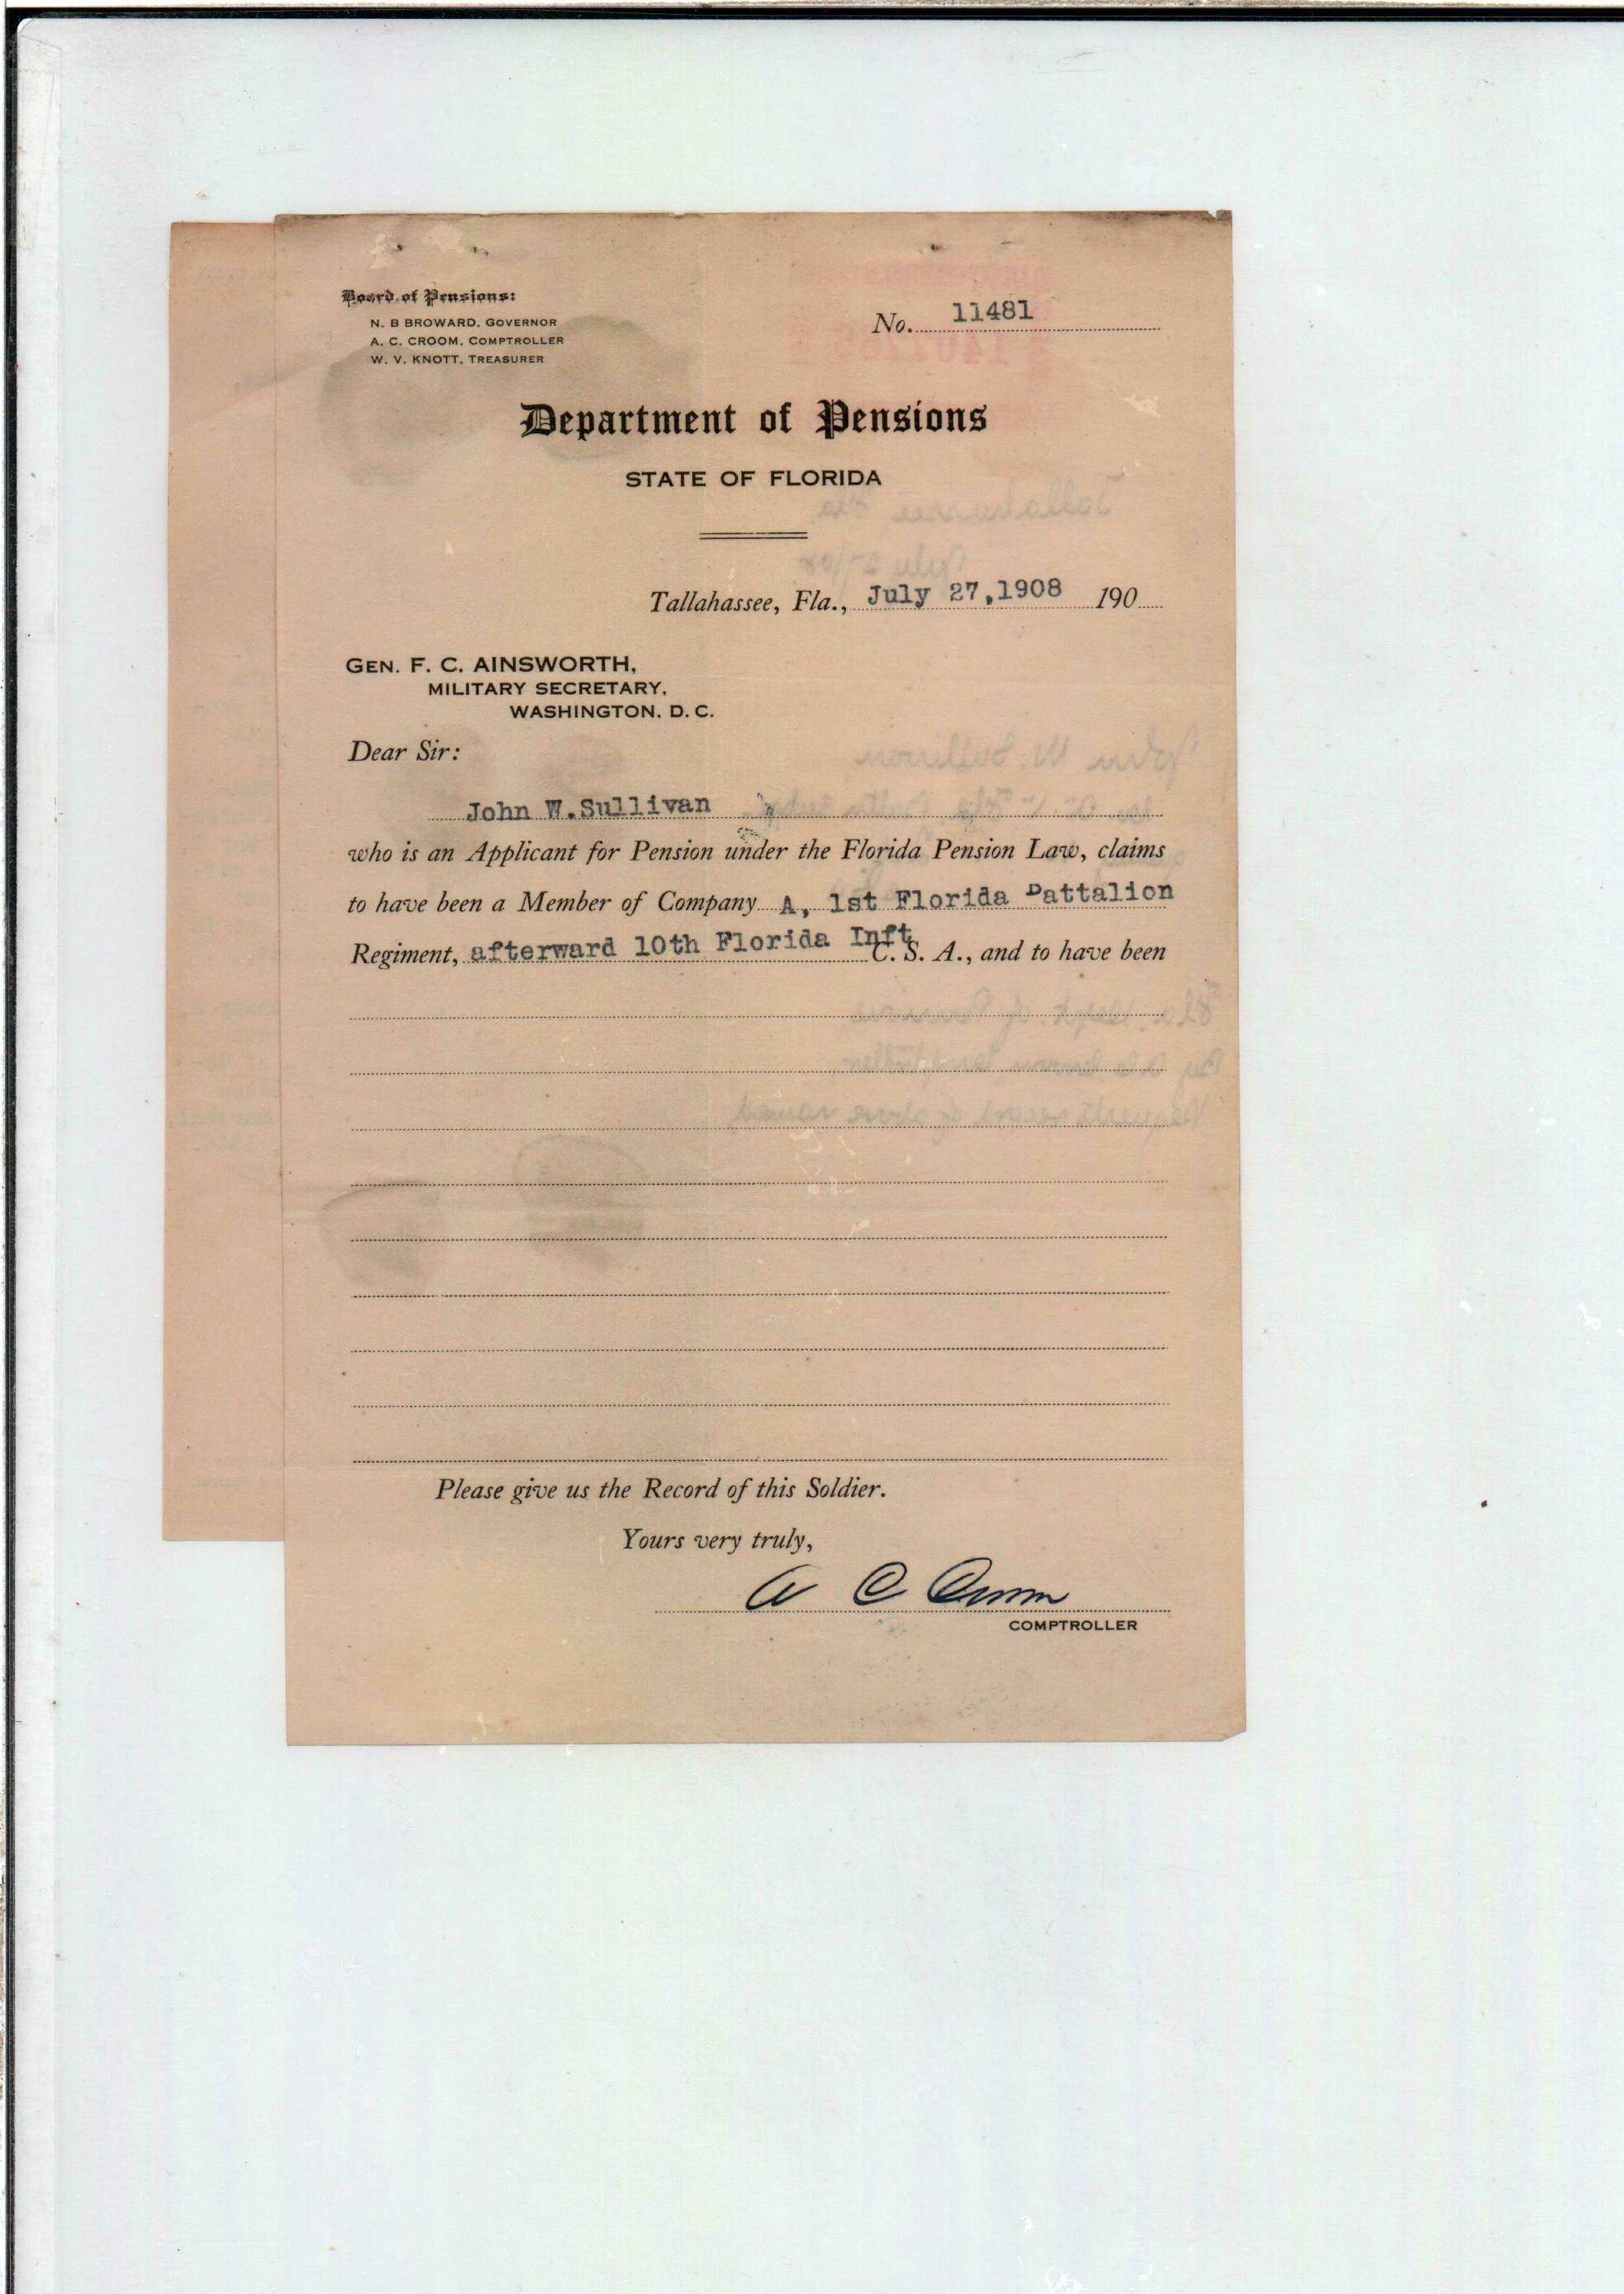 Board of Pensions:
N. B BROWARD, GOVERNOR
A. C. CROOM, COMPTROLLER
W. V. KNOTT, TREASURER
No. 11481
Department of Pensions
STATE OF FLORIDA
Tallahassee, Fla., July 27,1908 190
GEN. F. C. AINSWORTH,
MILITARY SECRETARY,
WASHINGTON, D. C.
Dear Sir:
John W.Sullivan
who is an Applicant for Pension under the Florida Pension Law, claims
to have been a Member of Company A, 1st Florida Battalion
Regiment, afterward 10th Florida Inft C. S. A., and to have been
Please give us the Record of this Soldier.
Yours very truly,
A C Croom
COMPTROLLER